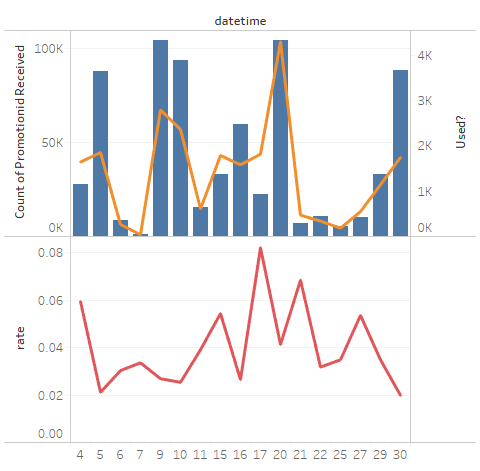 datetime
Count of PromotionId Received
100K
50K
0K
4K
3K
2K
1K
0K
Used?
rate
0.08
0.06
0.04
0.02
0.00
4 5 6 7 9 10 11 15 16 17 20 21 22 25 27 29 30